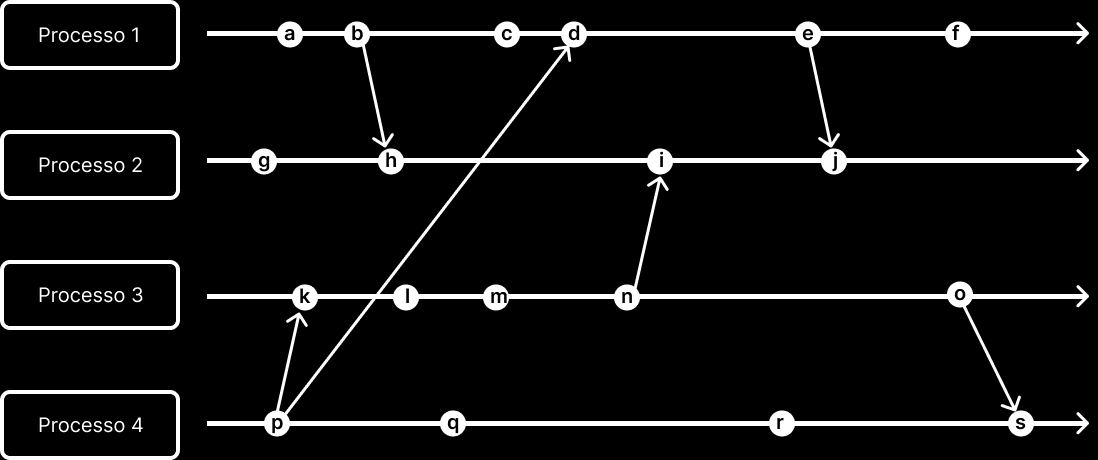 Processo 1 a b c d e f
Processo 2 g h i j
Processo 3 k l m n o
Processo 4 p q r s